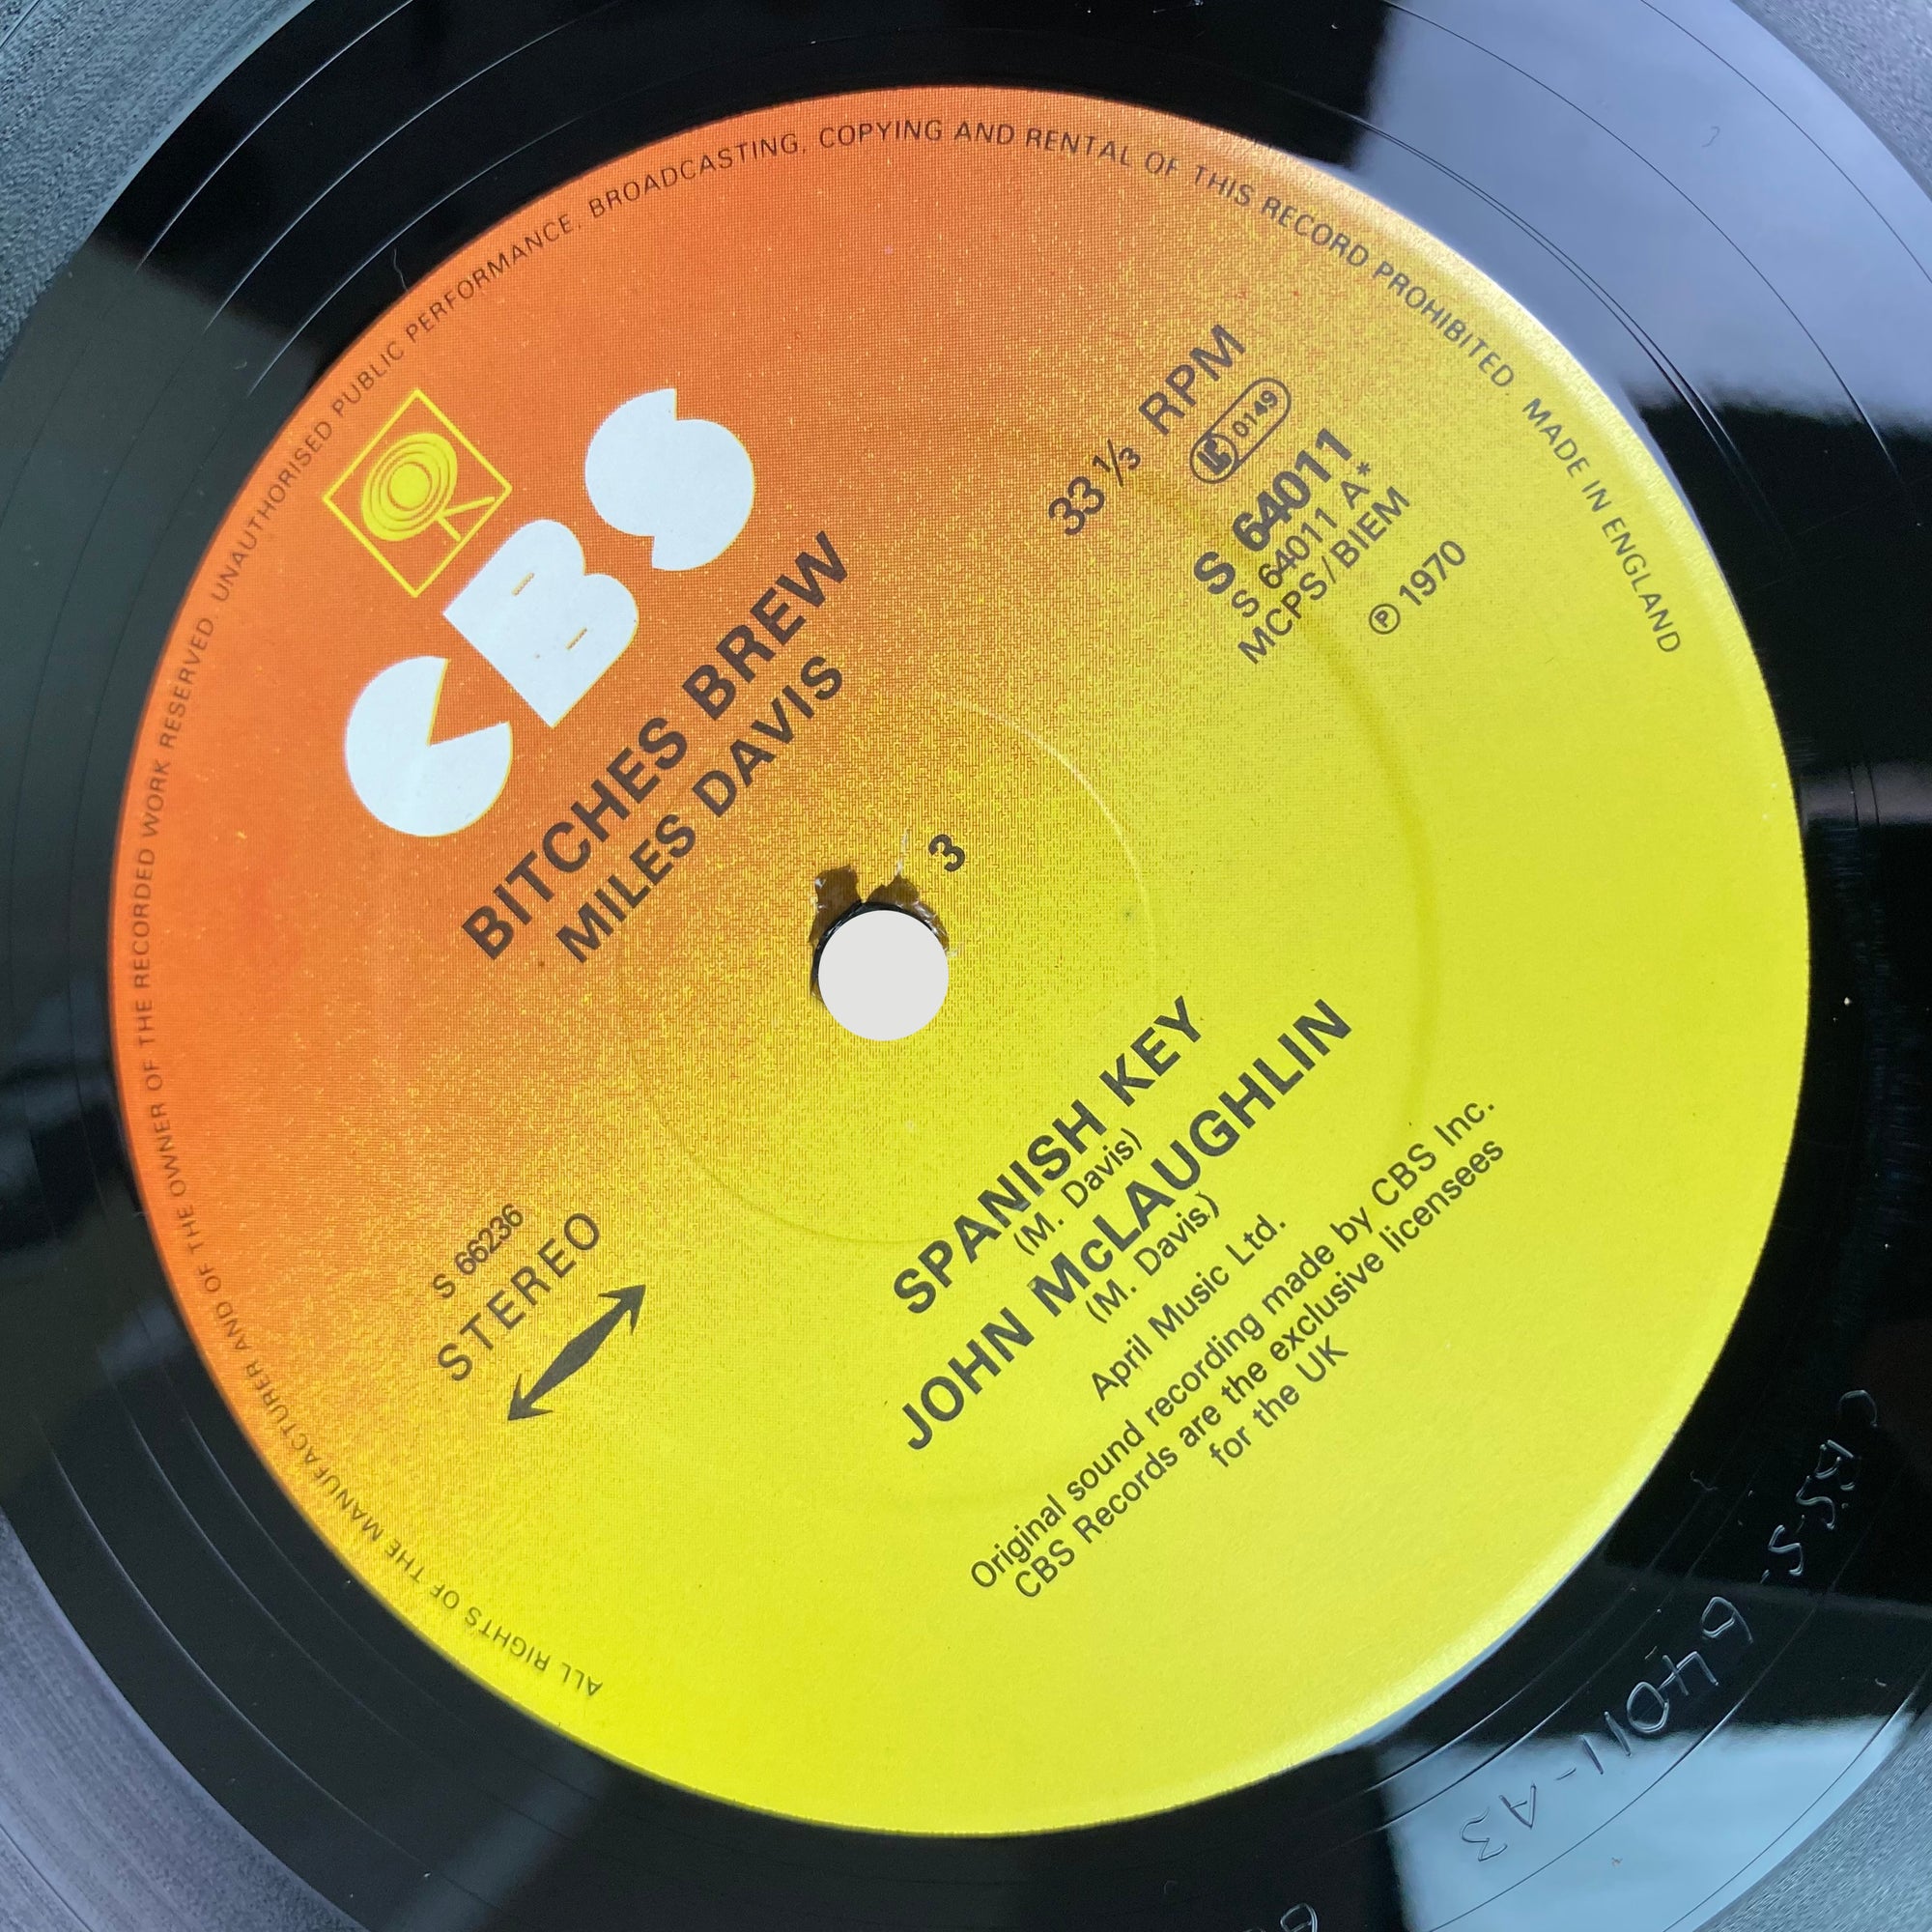 ALL RIGHTS OF THE MANUFACTURER AND OF THE OWNER OF THE RECORDED WORK RESERVED. UNAUTHORISED PUBLIC PERFORMANCE, BROADCASTING, COPYING AND RENTAL OF THIS RECORD PROHIBITED. MADE IN ENGLAND
CBS
BITCHES BREW
MILES DAVIS
33⅓ RPM
LC 0149
S 64011
S 64011 A*
MCPS/BIEM
℗ 1970
3
S 66236
STEREO
SPANISH KEY
(M. Davis)
JOHN McLAUGHLIN
(M. Davis)
April Music Ltd.
Original sound recording made by CBS Inc.
CBS Records are the exclusive licensees
for the UK
CBS-S-64011-A3